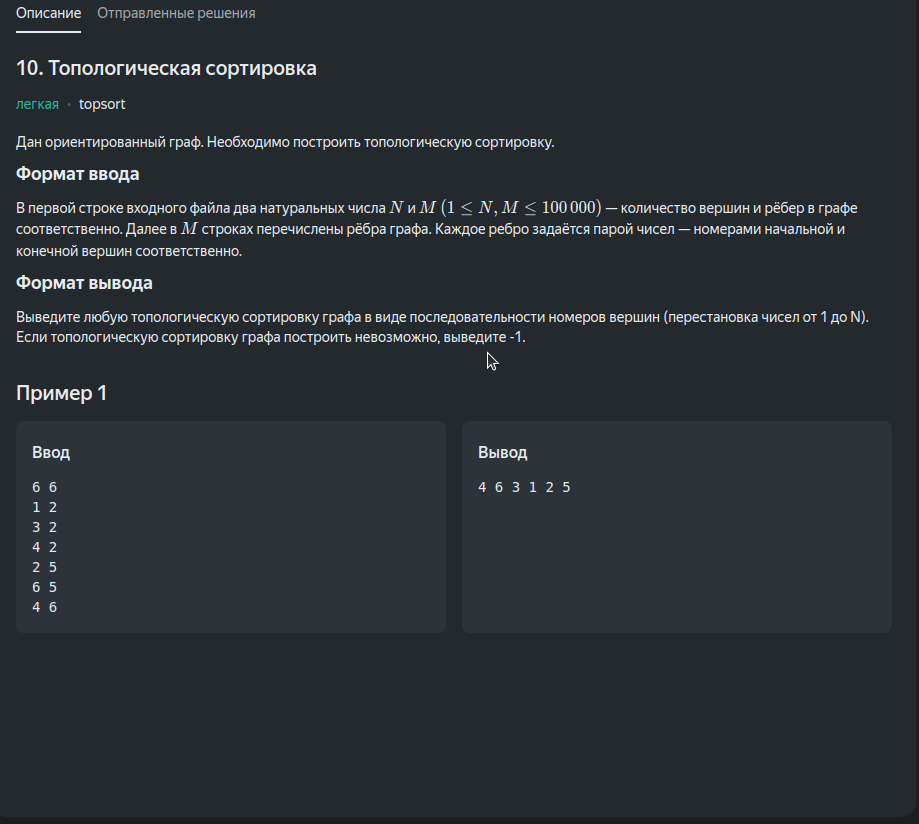 Описание Отправленные решения
10. Топологическая сортировка
легкая • topsort
Дан ориентированный граф. Необходимо построить топологическую сортировку.
Формат ввода
В первой строке входного файла два натуральных числа N и M (1 ≤ N, M ≤ 100 000) — количество вершин и рёбер в графе
соответственно. Далее в M строках перечислены рёбра графа. Каждое ребро задаётся парой чисел — номерами начальной и
конечной вершин соответственно.
Формат вывода
Выведите любую топологическую сортировку графа в виде последовательности номеров вершин (перестановка чисел от 1 до N).
Если топологическую сортировку графа построить невозможно, выведите -1.
Пример 1
Ввод
6 6
1 2
3 2
4 2
2 5
6 5
4 6
Вывод
4 6 3 1 2 5